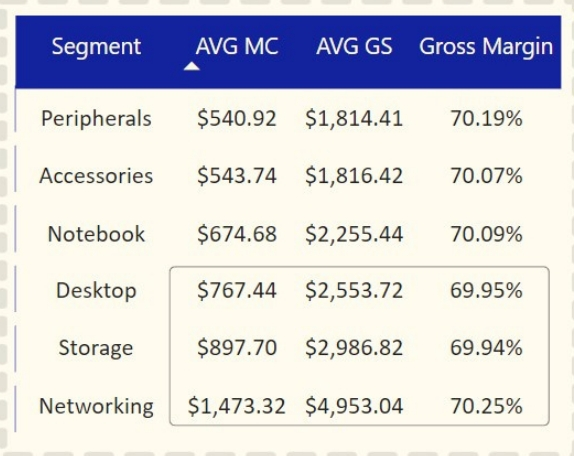 Segment AVG MC AVG GS Gross Margin
Peripherals $540.92 $1,814.41 70.19%
Accessories $543.74 $1,816.42 70.07%
Notebook $674.68 $2,255.44 70.09%
Desktop $767.44 $2,553.72 69.95%
Storage $897.70 $2,986.82 69.94%
Networking $1,473.32 $4,953.04 70.25%